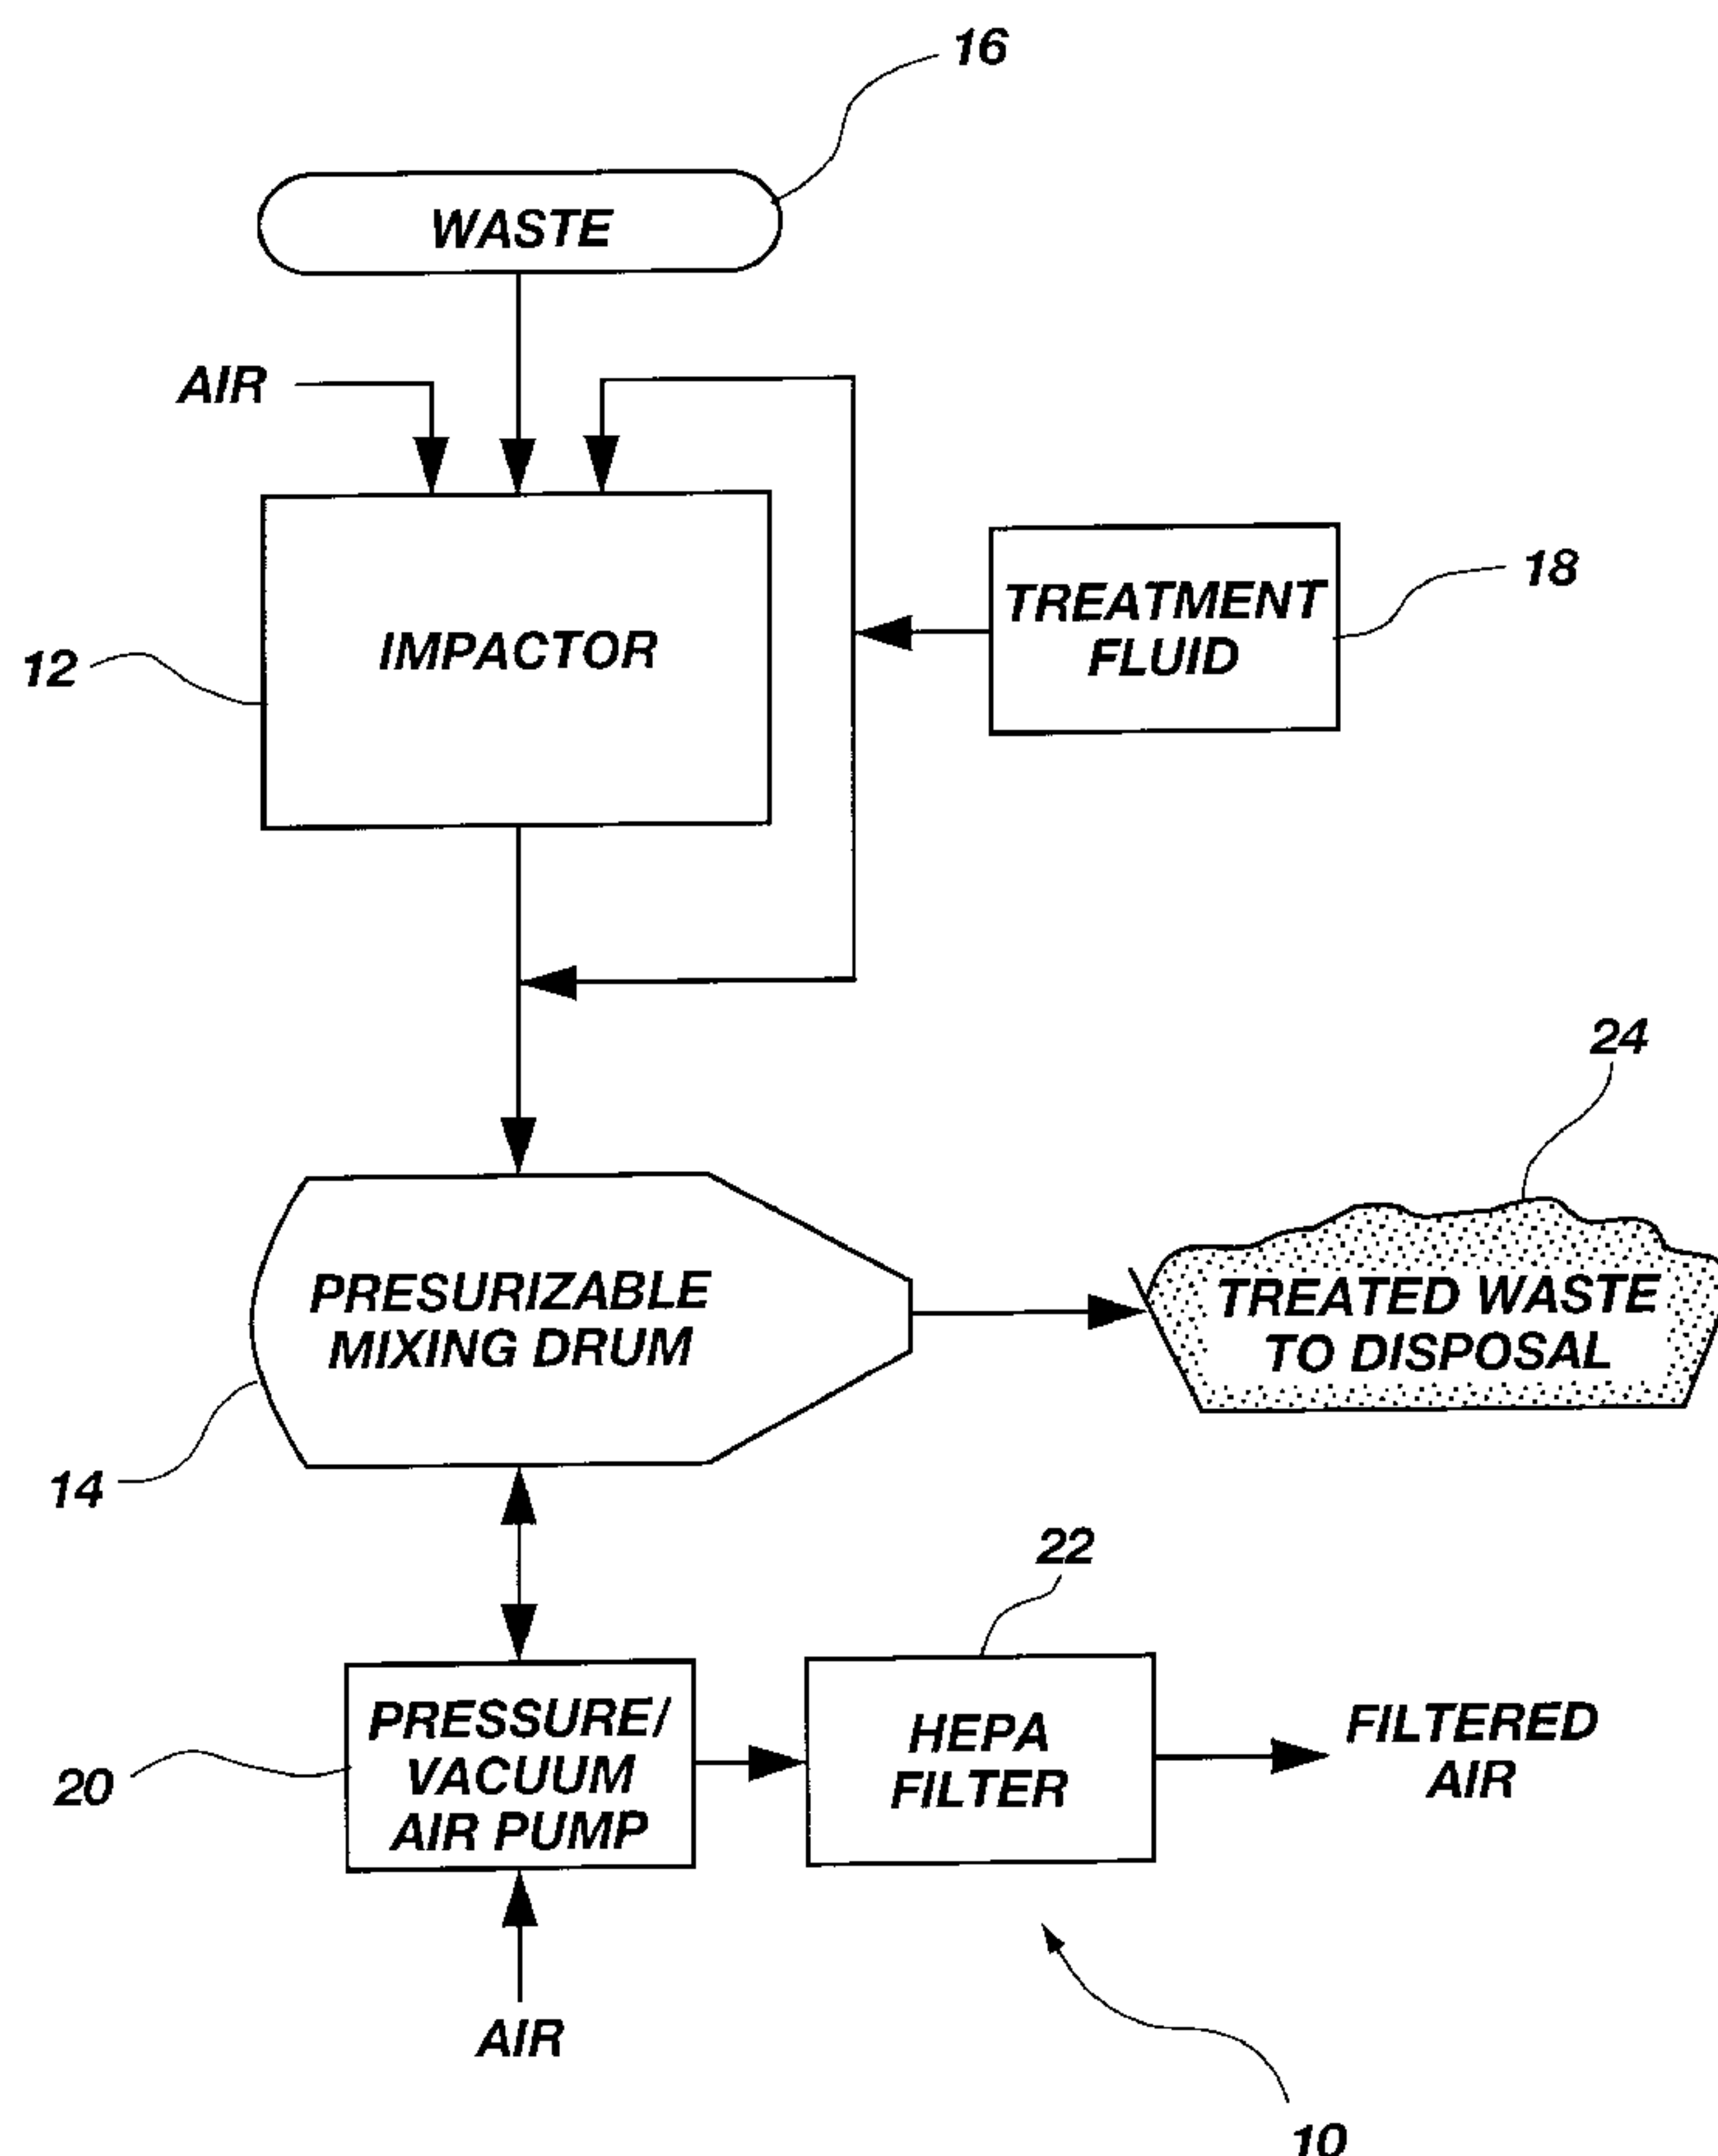 16
WASTE
AIR
IMPACTOR
TREATMENT
FLUID
18
12
24
PRESURIZABLE
MIXING DRUM
TREATED WASTE
TO DISPOSAL
14
22
PRESSURE/
VACUUM
AIR PUMP
HEPA
FILTER
FILTERED
AIR
20
AIR
10